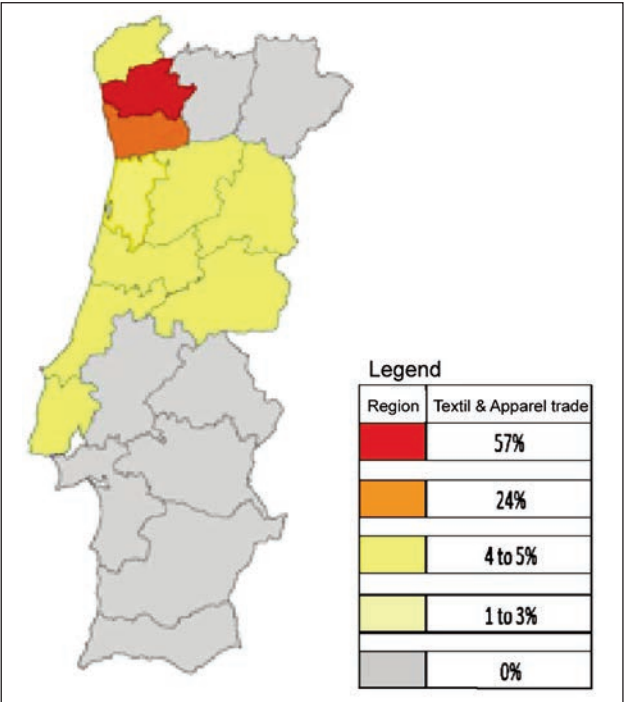 Legend
Region Textil & Apparel trade
57%
24%
4 to 5%
1 to 3%
0%